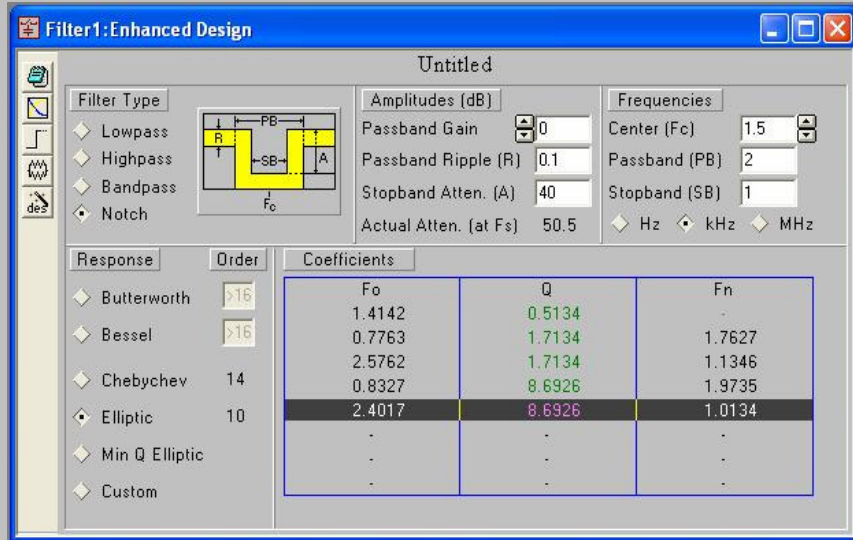 Filter1:Enhanced Design
Untitled
Filter Type
Lowpass
Highpass
Bandpass
Notch
PB
R
SB
A
Fc
Amplitudes (dB)
Passband Gain 0
Passband Ripple (R) 0.1
Stopband Atten. (A) 40
Actual Atten. (at Fs) 50.5
Frequencies
Center (Fc) 1.5
Passband (PB) 2
Stopband (SB) 1
Hz kHz MHz
des
Response Order
Butterworth >16
Bessel >16
Chebychev 14
Elliptic 10
Min Q Elliptic
Custom
Coefficients
Fo Q Fn
1.4142 0.5134 -
0.7763 1.7134 1.7627
2.5762 1.7134 1.1346
0.8327 8.6926 1.9735
2.4017 8.6926 1.0134
- - -
- - -
- - -